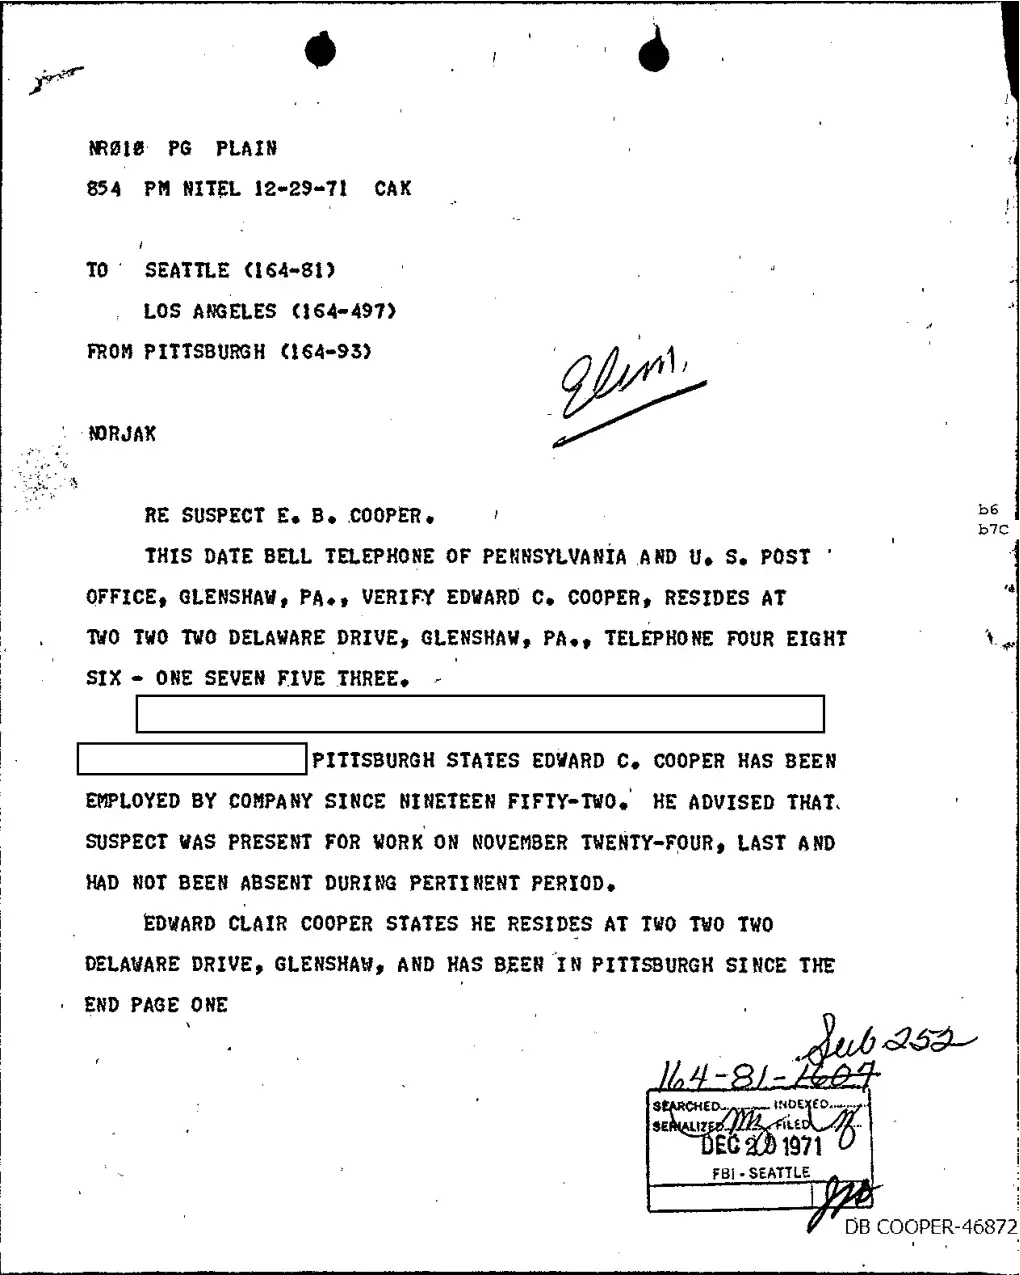 NR010 PG PLAIN
854 PM NITEL 12-29-71 CAK
TO SEATTLE (164-81)
LOS ANGELES (164-497)
FROM PITTSBURGH (164-93)
Elim.
NORJAK
RE SUSPECT E. B. COOPER.
b6
b7C
THIS DATE BELL TELEPHONE OF PENNSYLVANIA AND U. S. POST
OFFICE, GLENSHAW, PA., VERIFY EDWARD C. COOPER, RESIDES AT
TWO TWO TWO DELAWARE DRIVE, GLENSHAW, PA., TELEPHONE FOUR EIGHT
SIX - ONE SEVEN FIVE THREE.
PITTSBURGH STATES EDWARD C. COOPER HAS BEEN
EMPLOYED BY COMPANY SINCE NINETEEN FIFTY-TWO. HE ADVISED THAT
SUSPECT WAS PRESENT FOR WORK ON NOVEMBER TWENTY-FOUR, LAST AND
HAD NOT BEEN ABSENT DURING PERTINENT PERIOD.
EDWARD CLAIR COOPER STATES HE RESIDES AT TWO TWO TWO
DELAWARE DRIVE, GLENSHAW, AND HAS BEEN IN PITTSBURGH SINCE THE
END PAGE ONE
Sub 252
164-81-1607
SEARCHED INDEXED
SERIALIZED FILED
DEC 1971
FBI - SEATTLE
DB COOPER-46872